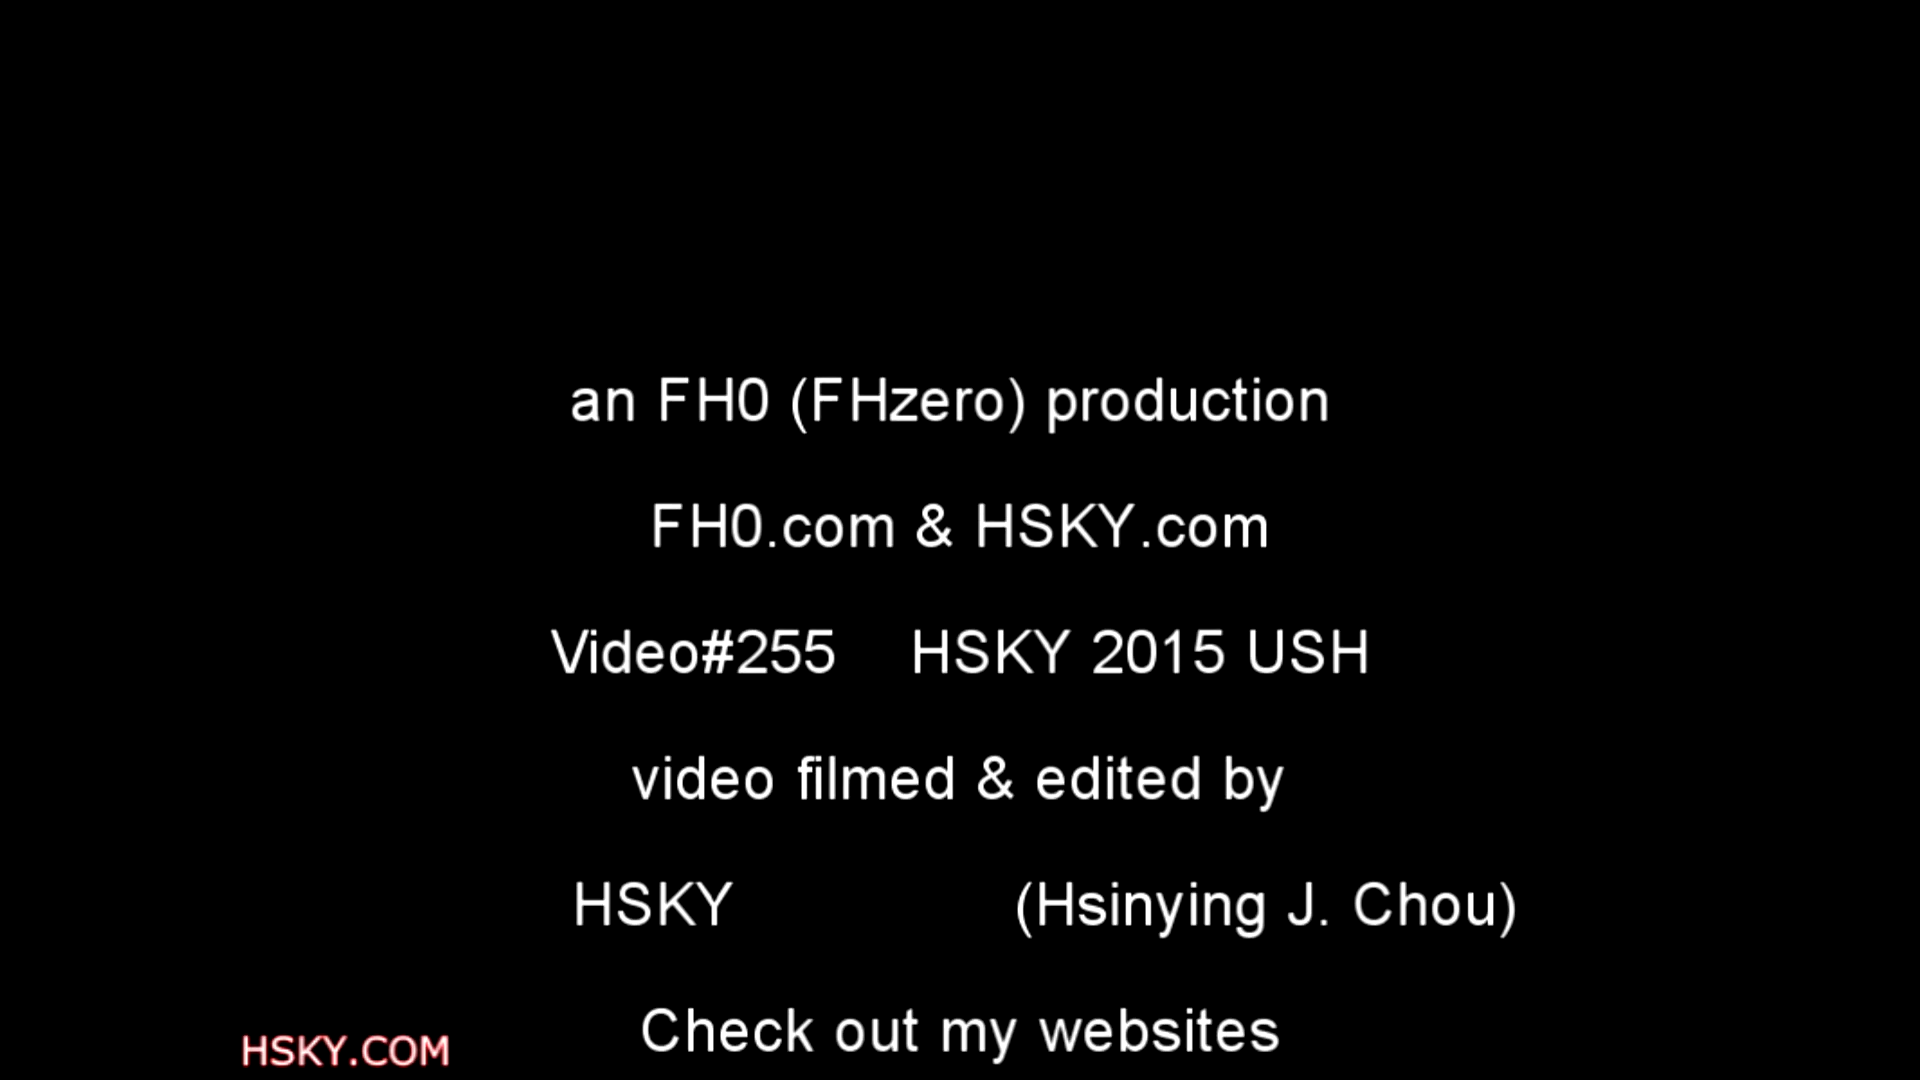 an FH0 (FHzero) production
FH0.com & HSKY.com
Video#255 HSKY 2015 USH
video filmed & edited by
HSKY (Hsinying J. Chou)
Check out my websites
HSKY.COM